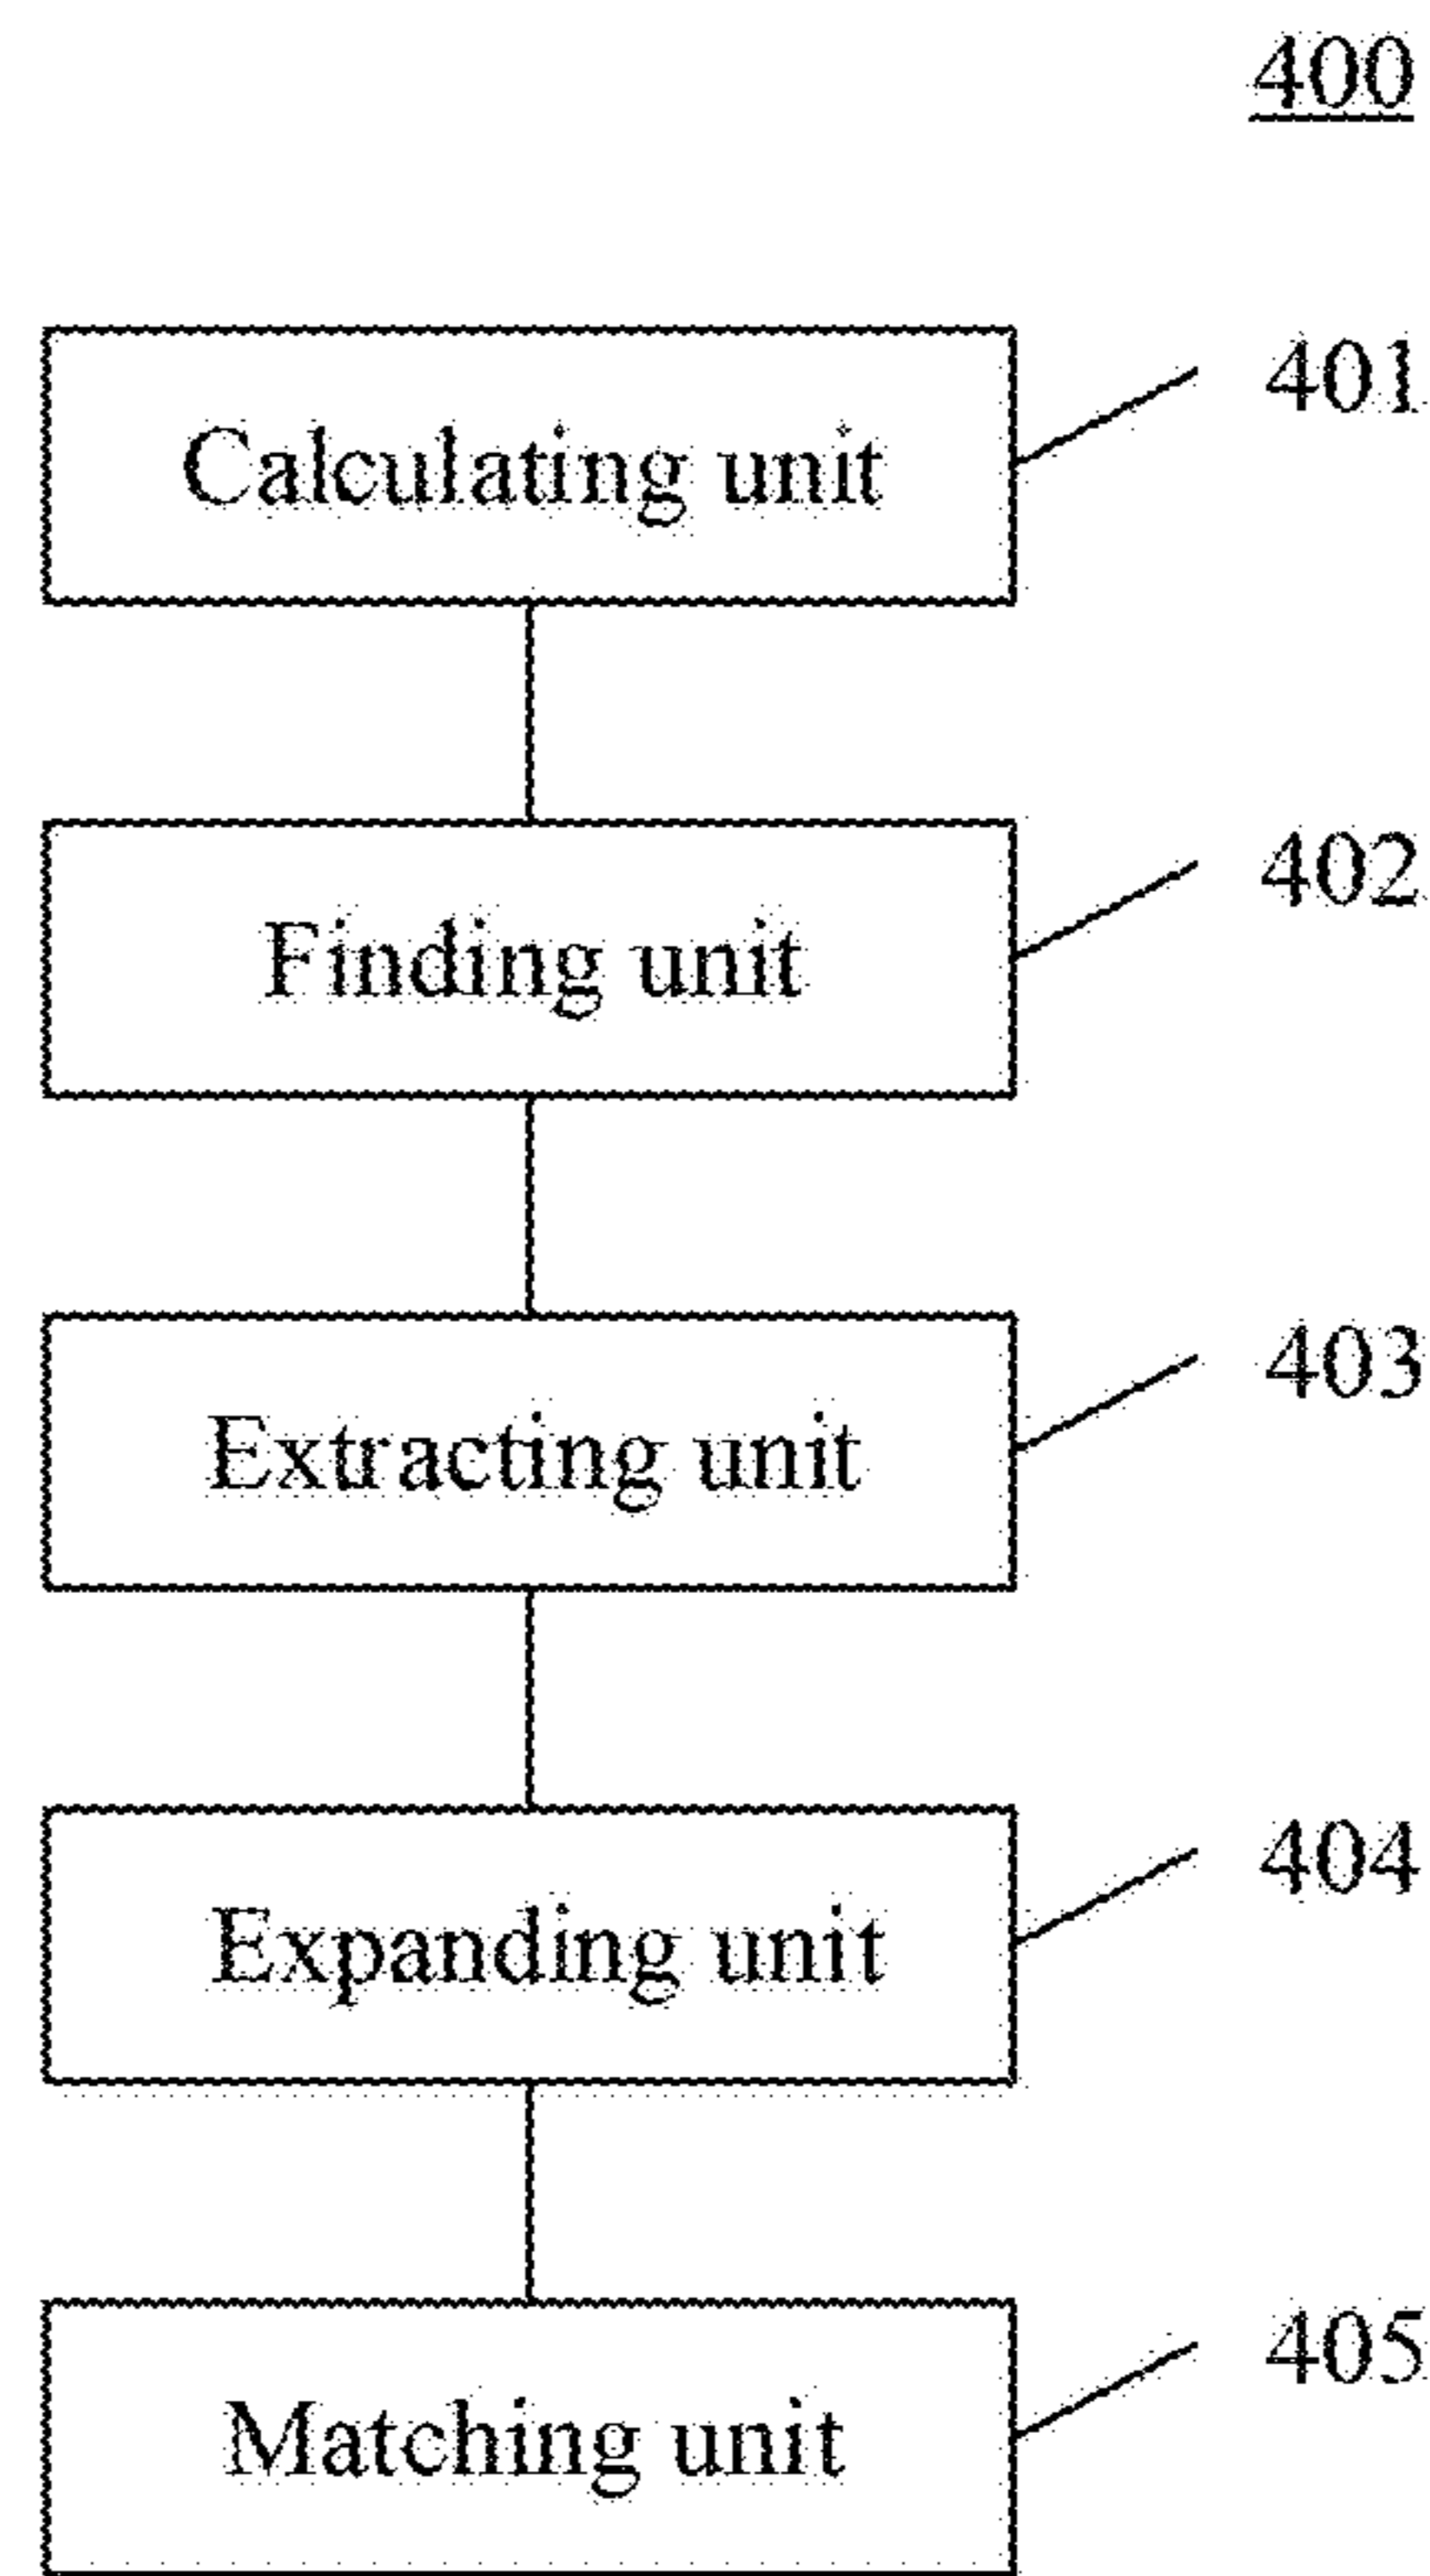 400
Calculating unit 401
Finding unit 402
Extracting unit 403
Expanding unit 404
Matching unit 405